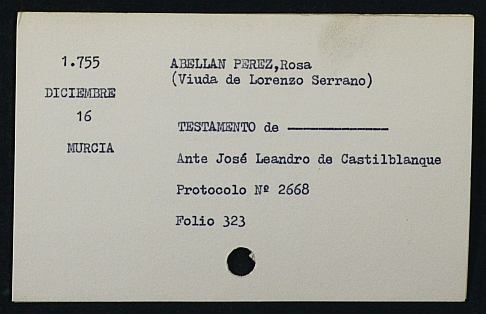 1.755
ABELLAN PEREZ,Rosa
(Viuda de Lorenzo Serrano)
DICIEMBRE
16
TESTAMENTO de ————————
MURCIA
Ante José Leandro de Castilblanque
Protocolo Nº 2668
Folio 323